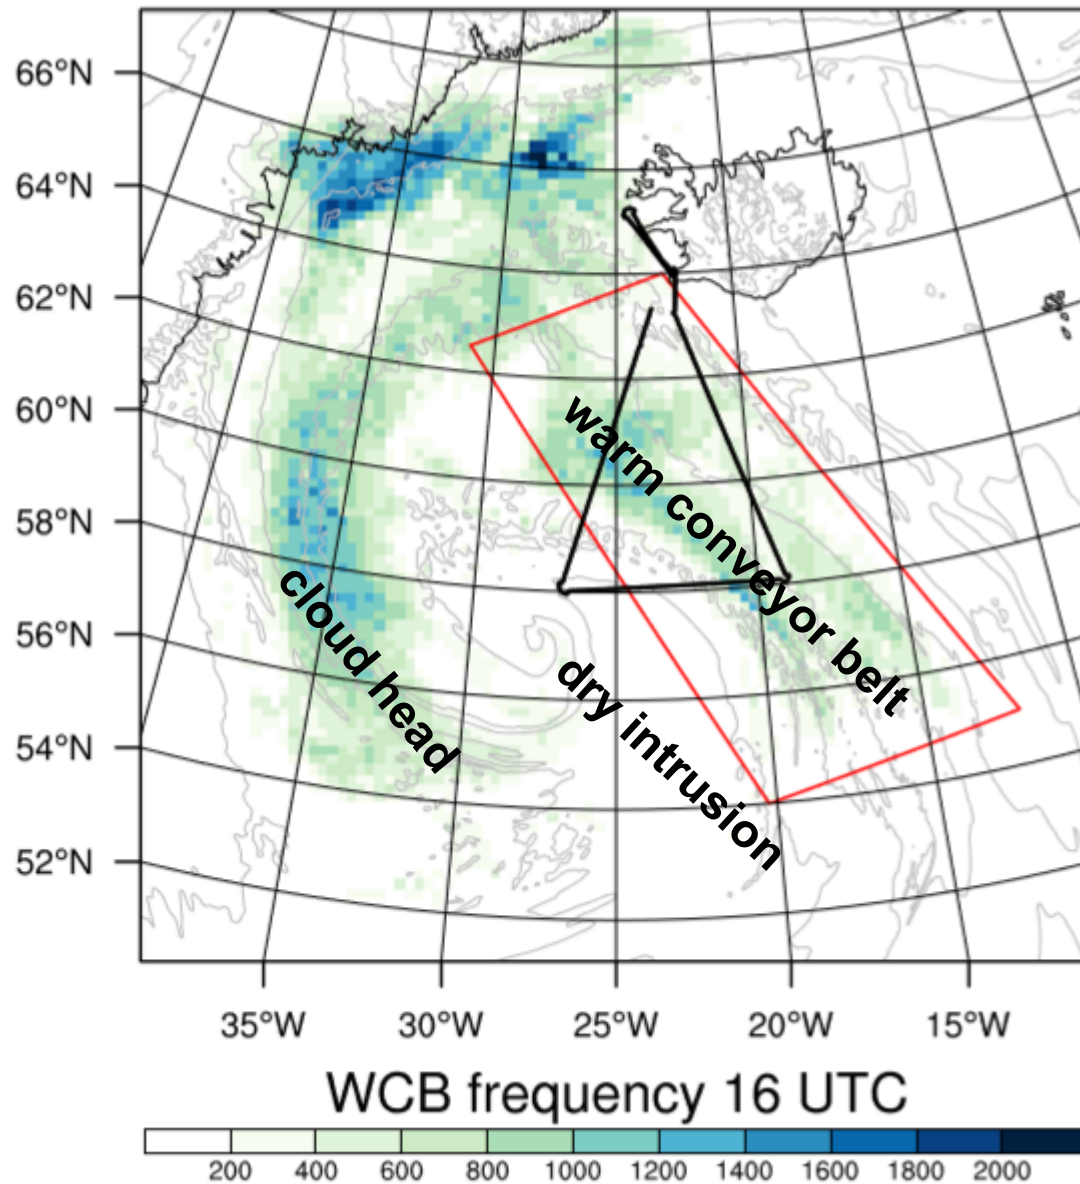 66°N
64°N
62°N
60°N
58°N
56°N
54°N
52°N
warm conveyor belt
cloud head
dry intrusion
35°W 30°W 25°W 20°W 15°W
WCB frequency 16 UTC
200 400 600 800 1000 1200 1400 1600 1800 2000